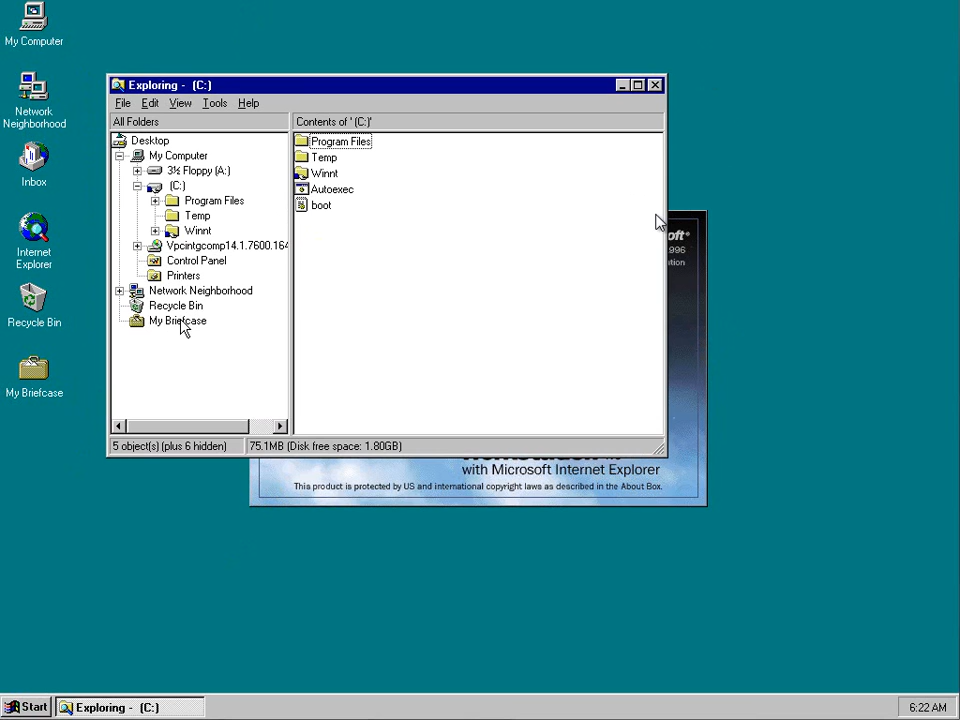 My Computer
Network
Neighborhood
Inbox
Internet
Explorer
Recycle Bin
My Briefcase
Exploring - (C:)
File Edit View Tools Help
All Folders
Contents of ' (C:)'
Desktop
My Computer
3½ Floppy (A:)
(C:)
Program Files
Temp
Winnt
Vpcintgcomp14.1.7600.164
Control Panel
Printers
Network Neighborhood
Recycle Bin
My Briefcase
Program Files
Temp
Winnt
Autoexec
boot
5 object(s) (plus 6 hidden)
75.1MB (Disk free space: 1.80GB)
with Microsoft Internet Explorer
This product is protected by US and international copyright laws as described in the About Box.
Start
Exploring - (C:)
6:22 AM